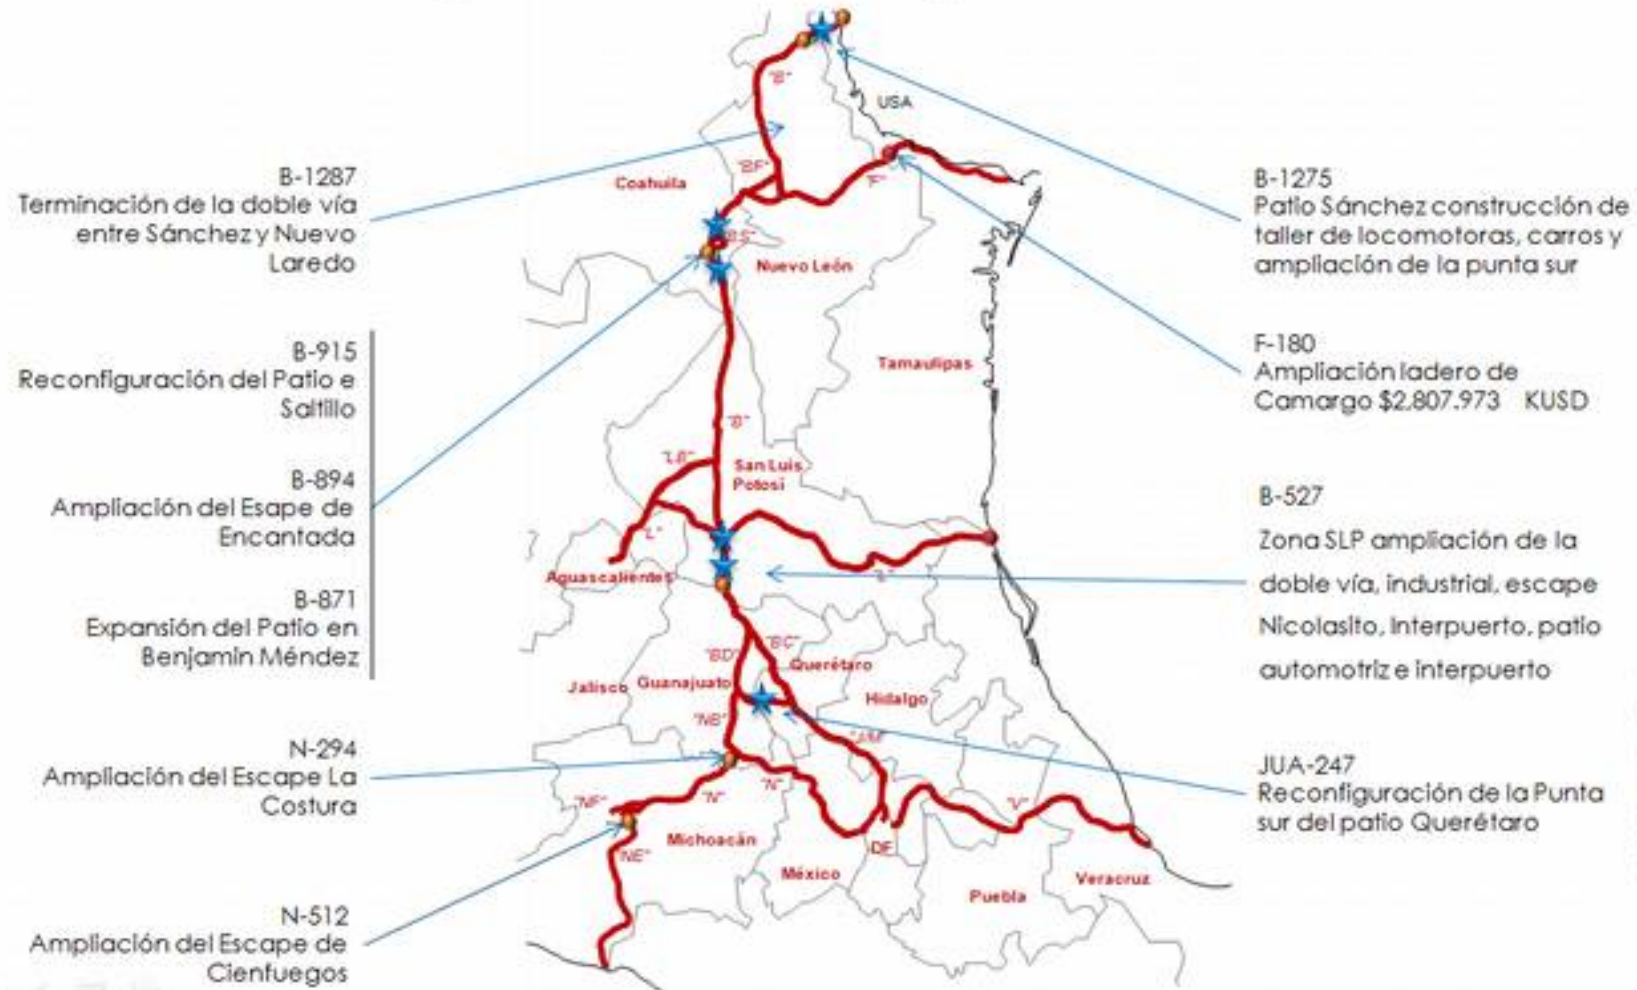 B-1287
Terminación de la doble vía
entre Sánchez y Nuevo
Laredo
B-915
Reconfiguración del Patio e
Saltillo
B-894
Ampliación del Esape de
Encantada
B-871
Expansión del Patio en
Benjamín Méndez
N-294
Ampliación del Escape La
Costura
N-512
Ampliación del Escape de
Cienfuegos
"B"
USA
"BF"
Coahuila
"F"
"BS"
Nuevo León
Tamaulipas
"B"
"LB"
San Luis
Potosí
"L"
Aguascalientes
"L"
"BC"
"BD"
Querétaro
Jalisco
Guanajuato
Hidalgo
"NB"
"AM"
"N"
"NF"
"N"
"V"
Michoacán
DF
"NE"
México
Veracruz
Puebla
B-1275
Patio Sánchez construcción de
taller de locomotoras, carros y
ampliación de la punta sur
F-180
Ampliación ladero de
Camargo $2,807.973 KUSD
B-527
Zona SLP ampliación de la
doble vía, industrial, escape
Nicolasito, Interpuerto, patio
automotriz e interpuerto
JUA-247
Reconfiguración de la Punta
sur del patio Querétaro